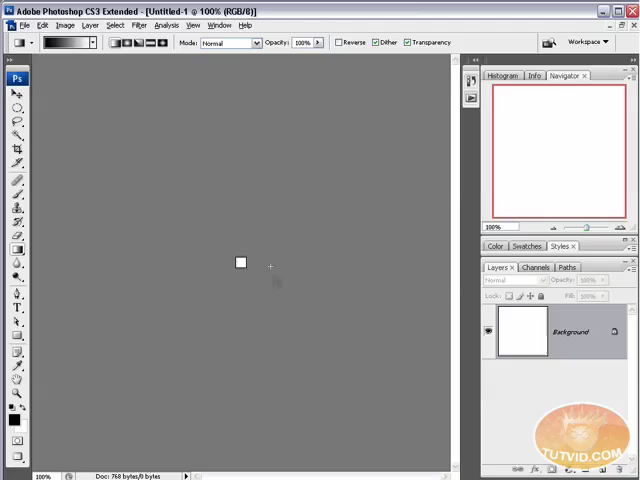 Adobe Photoshop CS3 Extended - [Untitled-1 @ 100% (RGB/8)]
File Edit Image Layer Select Filter Analysis View Window Help
Mode: Normal Opacity: 100% Reverse Dither Transparency Workspace
Ps
Histogram Info Navigator
100%
Color Swatches Styles
Layers Channels Paths
Normal Opacity: 100%
Lock: Fill: 100%
Background
TUTVID.COM
100% Doc: 768 bytes/0 bytes